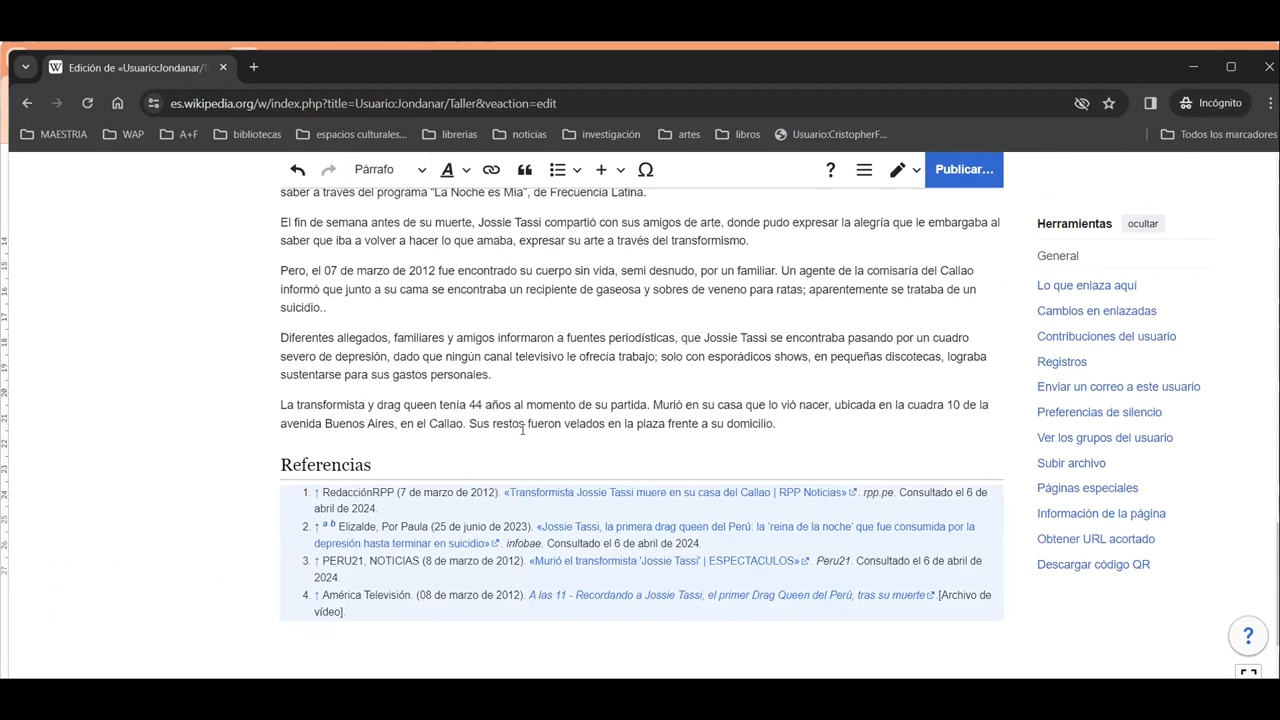 Edición de «Usuario:Jondanar/T
es.wikipedia.org/w/index.php?title=Usuario:Jondanar/Taller&veaction=edit
Incógnito
MAESTRIA WAP A+F bibliotecas espacios culturales... librerias noticias investigación artes libros Usuario:CristopherF... Todos los marcadores
Párrafo A Ω ? Publicar...
saber a través del programa "La Noche es Mía", de Frecuencia Latina.
El fin de semana antes de su muerte, Jossie Tassi compartió con sus amigos de arte, donde pudo expresar la alegría que le embargaba al
saber que iba a volver a hacer lo que amaba, expresar su arte a través del transformismo.
Pero, el 07 de marzo de 2012 fue encontrado su cuerpo sin vida, semi desnudo, por un familiar. Un agente de la comisaría del Callao
informó que junto a su cama se encontraba un recipiente de gaseosa y sobres de veneno para ratas; aparentemente se trataba de un
suicidio..
Diferentes allegados, familiares y amigos informaron a fuentes periodísticas, que Jossie Tassi se encontraba pasando por un cuadro
severo de depresión, dado que ningún canal televisivo le ofrecía trabajo; solo con esporádicos shows, en pequeñas discotecas, lograba
sustentarse para sus gastos personales.
La transformista y drag queen tenía 44 años al momento de su partida. Murió en su casa que lo vió nacer, ubicada en la cuadra 10 de la
avenida Buenos Aires, en el Callao. Sus restos fueron velados en la plaza frente a su domicilio.
Referencias
1. ↑ RedacciónRPP (7 de marzo de 2012). «Transformista Jossie Tassi muere en su casa del Callao | RPP Noticias». rpp.pe. Consultado el 6 de
abril de 2024.
2. ↑ a b Elizalde, Por Paula (25 de junio de 2023). «Jossie Tassi, la primera drag queen del Perú: la 'reina de la noche' que fue consumida por la
depresión hasta terminar en suicidio». infobae. Consultado el 6 de abril de 2024.
3. ↑ PERU21, NOTICIAS (8 de marzo de 2012). «Murió el transformista 'Jossie Tassi' | ESPECTACULOS». Peru21. Consultado el 6 de abril de
2024.
4. ↑ América Televisión. (08 de marzo de 2012). A las 11 - Recordando a Jossie Tassi, el primer Drag Queen del Perú, tras su muerte.[Archivo de
vídeo].
Herramientas ocultar
General
Lo que enlaza aquí
Cambios en enlazadas
Contribuciones del usuario
Registros
Enviar un correo a este usuario
Preferencias de silencio
Ver los grupos del usuario
Subir archivo
Páginas especiales
Información de la página
Obtener URL acortado
Descargar código QR
?